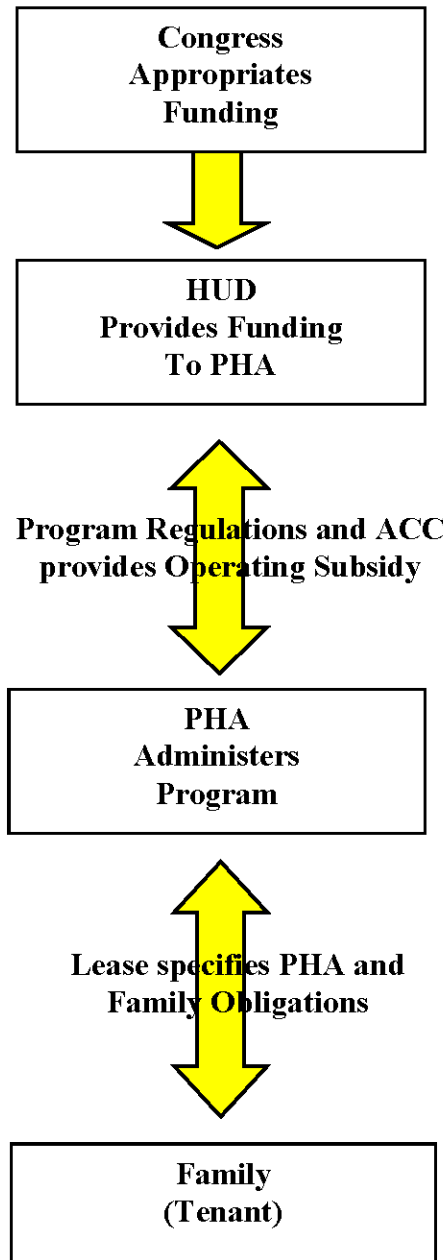 Congress
Appropriates
Funding
HUD
Provides Funding
To PHA
Program Regulations and ACC
provides Operating Subsidy
PHA
Administers
Program
Lease specifies PHA and
Family Obligations
Family
(Tenant)